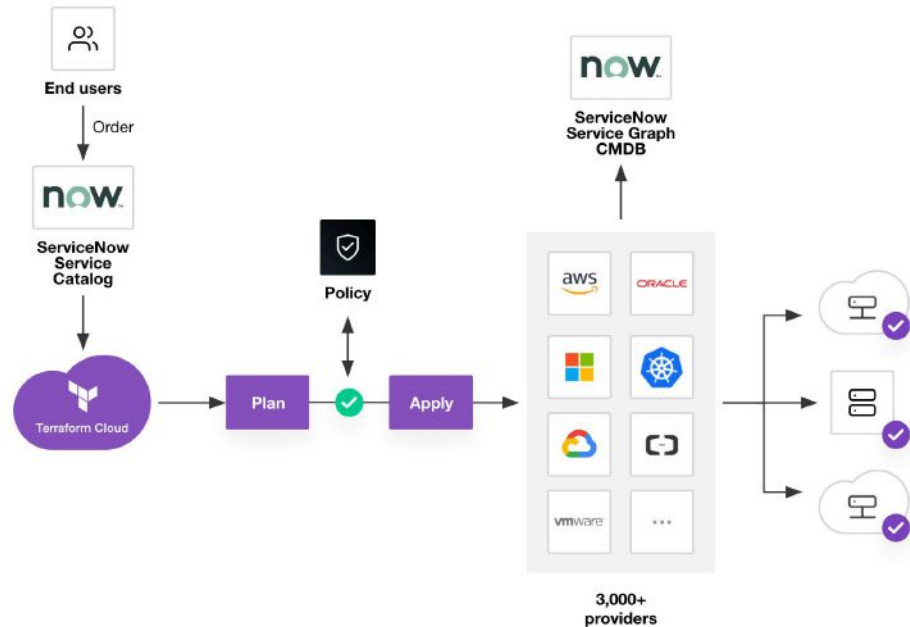 End users
Order
now
ServiceNow
Service
Catalog
Terraform Cloud
Plan
Policy
Apply
now
ServiceNow
Service Graph
CMDB
aws
ORACLE
vmware
3,000+
providers